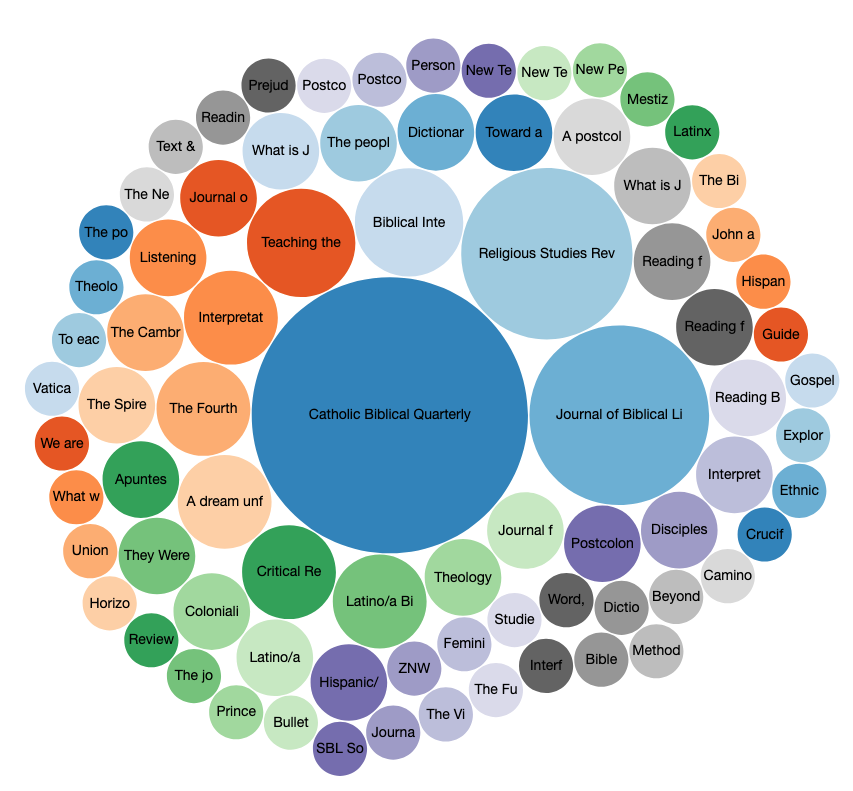 Person
New Te
New Te
New Pe
Postco
Postco
Prejud
Mestiz
Readin
Latinx
Dictionar
Toward a
A postcol
The peopl
What is J
Text &
The Bi
What is J
The Ne
Journal o
Biblical Inte
The po
John a
Teaching the
Religious Studies Rev
Listening
Reading f
Hispan
Theolo
Interpretat
Reading f
The Cambr
Guide
To eac
Gospel
Vatica
Reading B
The Spire
The Fourth
Catholic Biblical Quarterly
Journal of Biblical Li
Explor
We are
Interpret
Apuntes
Ethnic
What w
A dream unf
Journal f
Disciples
Crucif
Postcolon
Union
They Were
Critical Re
Theology
Camino
Beyond
Horizo
Latino/a Bi
Word,
Dictio
Coloniali
Studie
Review
Femini
Method
Latino/a
Bible
Interf
ZNW
The jo
Hispanic/
The Fu
Prince
The Vi
Bullet
Journa
SBL So